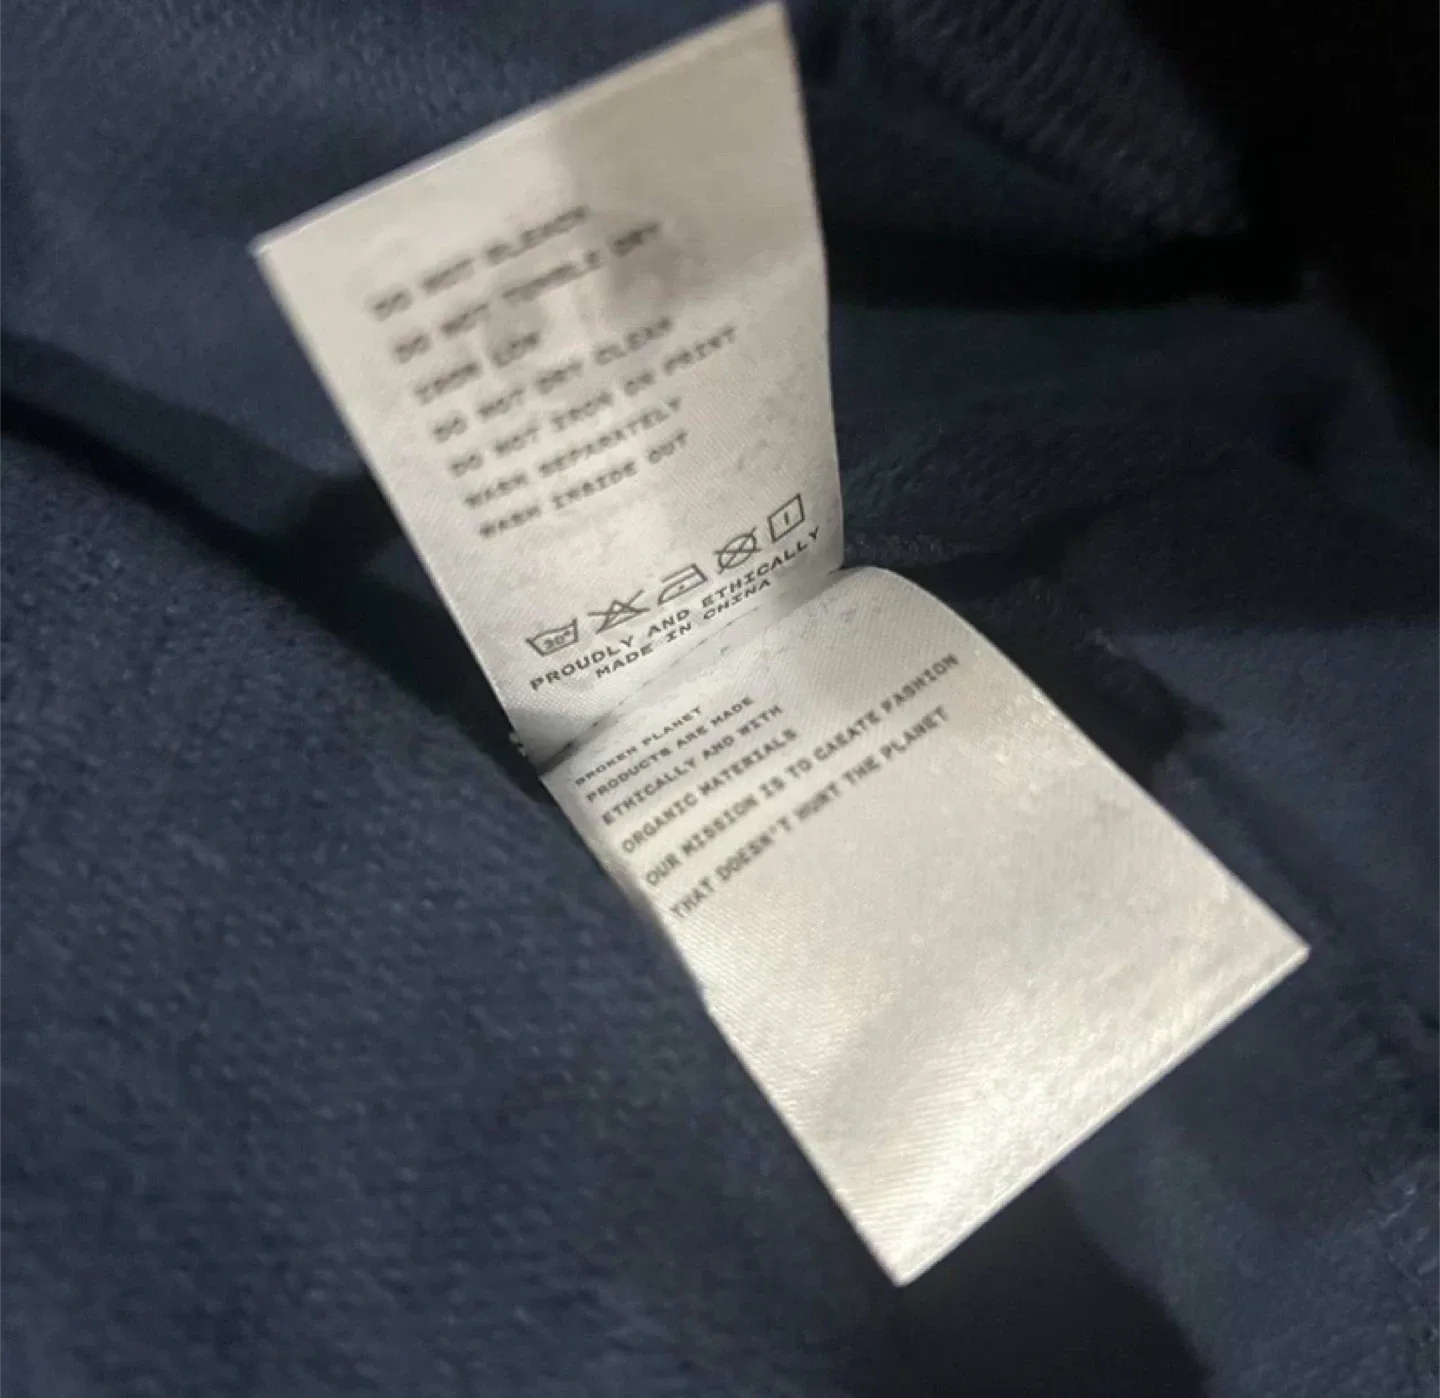 DO NOT BLEACH
DO NOT TUMBLE DRY
IRON LOW
DO NOT DRY CLEAN
DO NOT IRON ON PRINT
WASH SEPARATELY
WASH INSIDE OUT
30°
PROUDLY AND ETHICALLY
MADE IN CHINA
BROKEN PLANET
PRODUCTS ARE MADE
ETHICALLY AND WITH
ORGANIC MATERIALS
OUR MISSION IS TO CREATE FASHION
THAT DOESN'T HURT THE PLANET